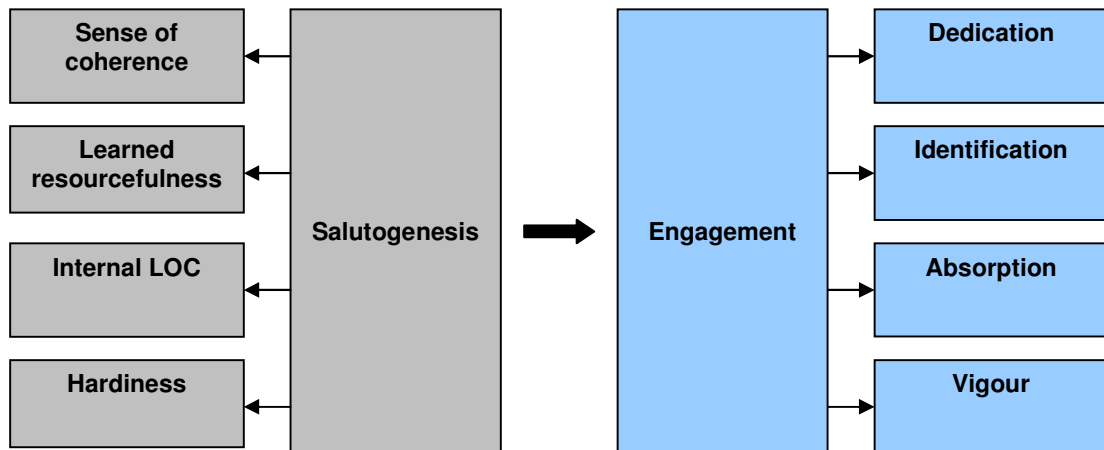 Sense of
coherence
Learned
resourcefulness
Internal LOC
Hardiness
Salutogenesis
Engagement
Dedication
Identification
Absorption
Vigour